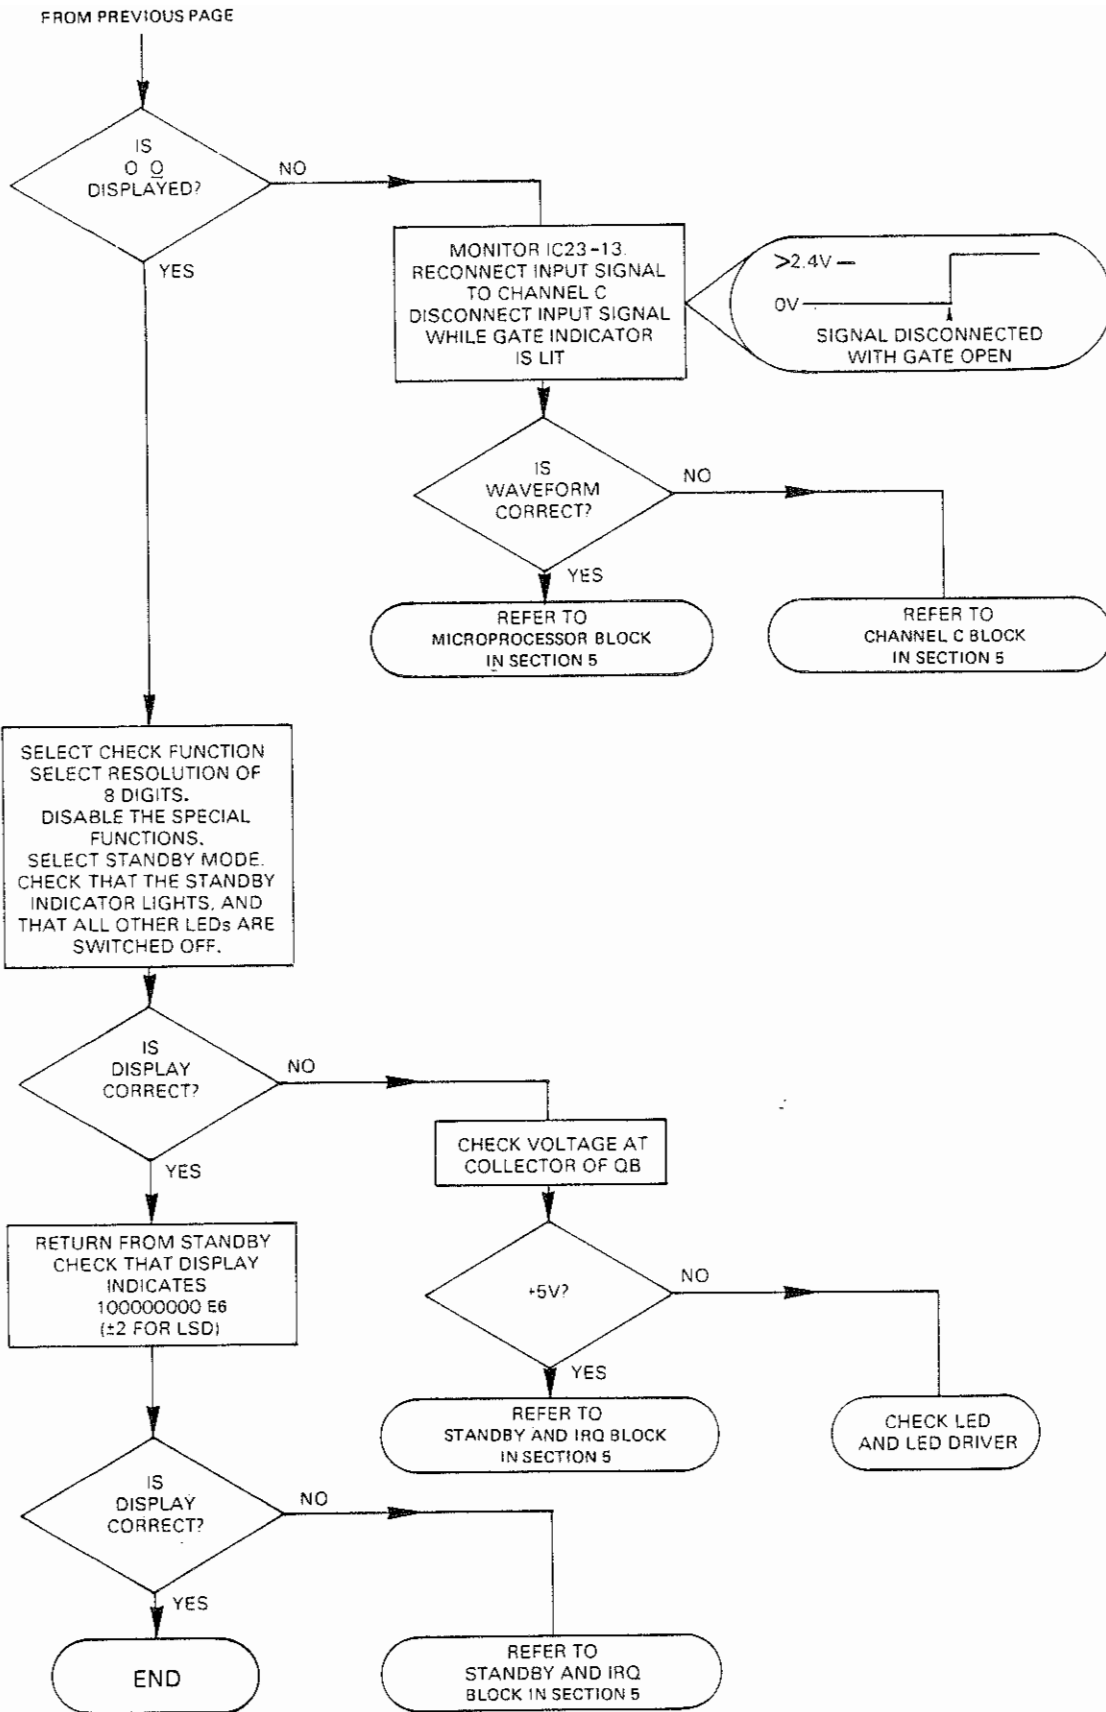 FROM PREVIOUS PAGE
IS
0 0
DISPLAYED?
NO
YES
MONITOR IC23-13.
RECONNECT INPUT SIGNAL
TO CHANNEL C
DISCONNECT INPUT SIGNAL
WHILE GATE INDICATOR
IS LIT
>2.4V
0V
SIGNAL DISCONNECTED
WITH GATE OPEN
IS
WAVEFORM
CORRECT?
NO
YES
REFER TO
MICROPROCESSOR BLOCK
IN SECTION 5
REFER TO
CHANNEL C BLOCK
IN SECTION 5
SELECT CHECK FUNCTION
SELECT RESOLUTION OF
8 DIGITS.
DISABLE THE SPECIAL
FUNCTIONS.
SELECT STANDBY MODE.
CHECK THAT THE STANDBY
INDICATOR LIGHTS, AND
THAT ALL OTHER LEDs ARE
SWITCHED OFF.
IS
DISPLAY
CORRECT?
NO
YES
CHECK VOLTAGE AT
COLLECTOR OF QB
RETURN FROM STANDBY
CHECK THAT DISPLAY
INDICATES
100000000 E6
(±2 FOR LSD)
+5V?
NO
YES
REFER TO
STANDBY AND IRQ BLOCK
IN SECTION 5
CHECK LED
AND LED DRIVER
IS
DISPLAY
CORRECT?
NO
YES
END
REFER TO
STANDBY AND IRQ
BLOCK IN SECTION 5